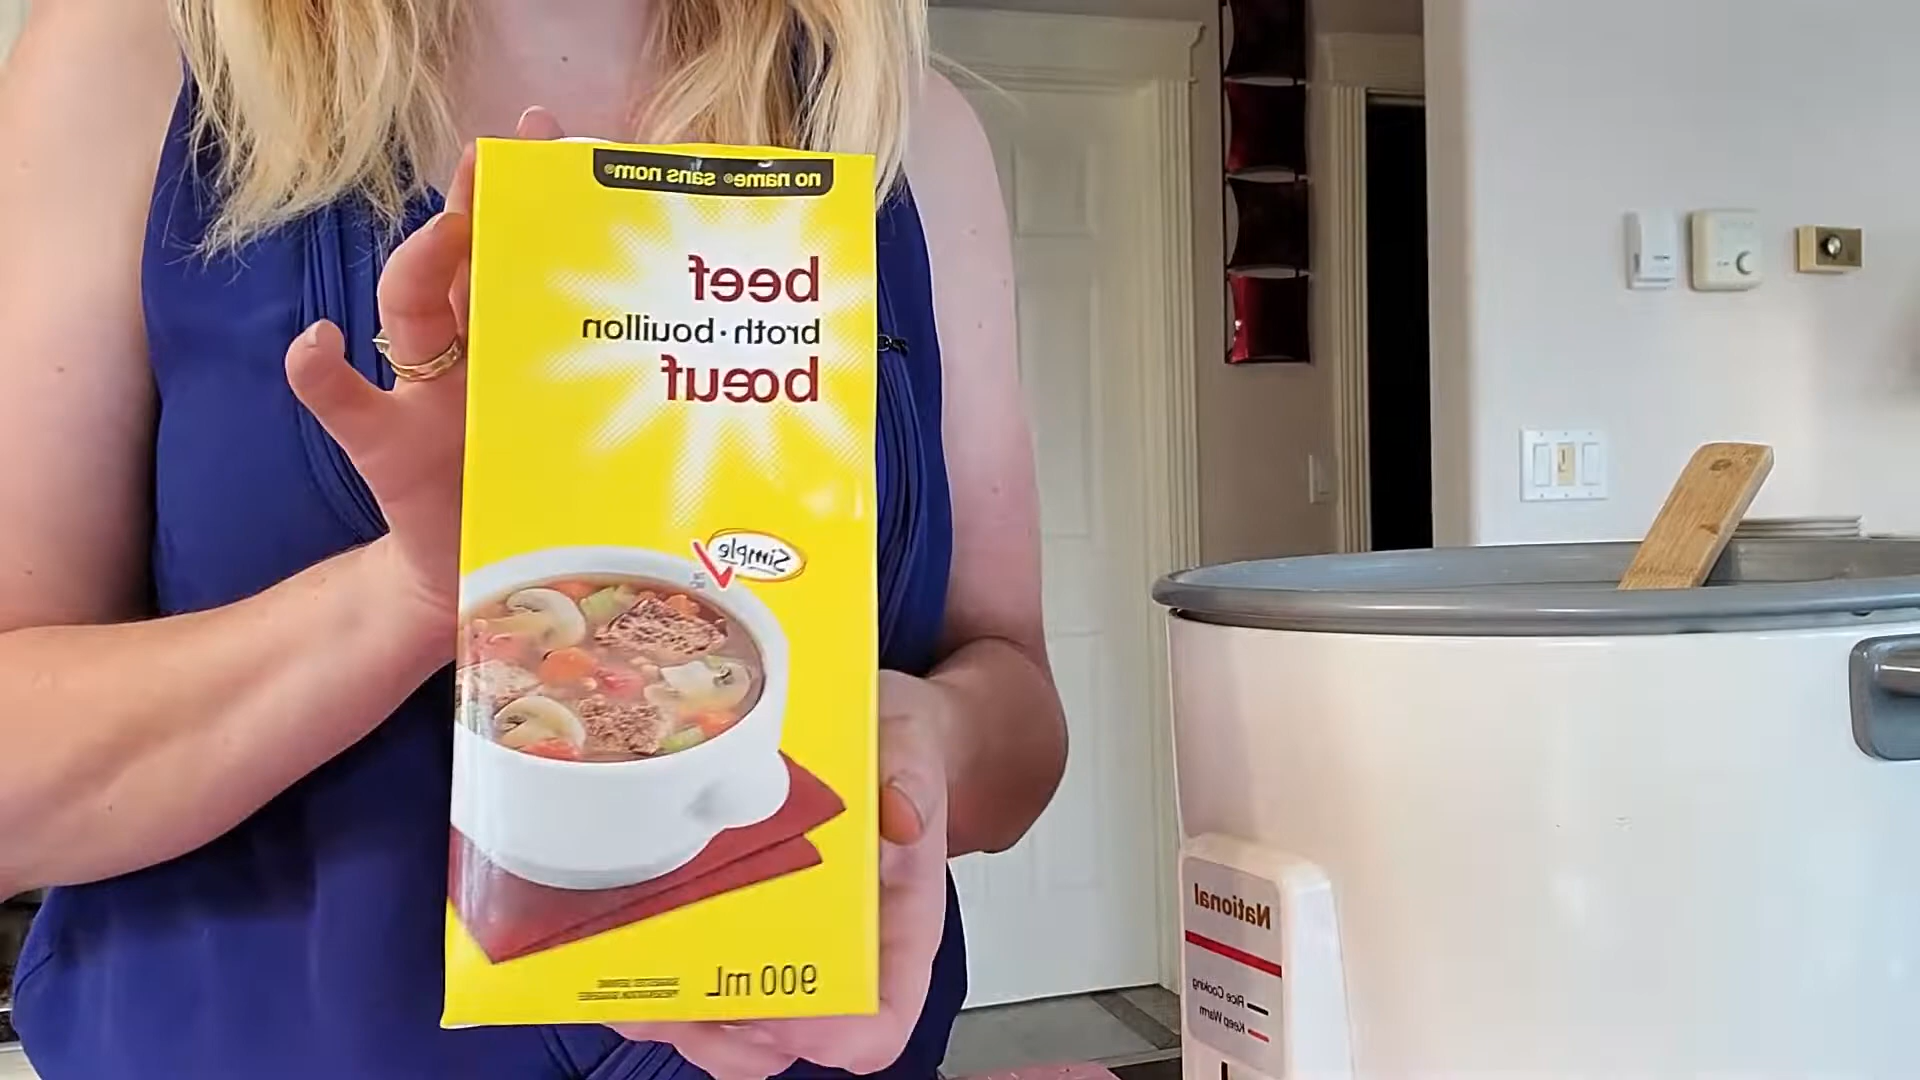 no name® sans nom®
beef
broth · bouillon
bœuf
Simple
900 mL
National
Rice Cooking
Keep Warm